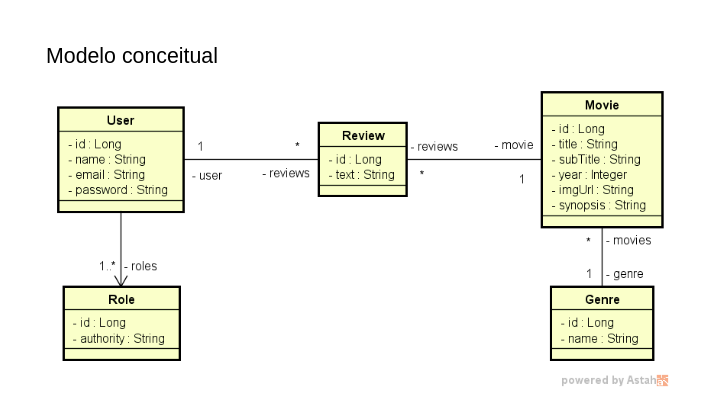 Modelo conceitual
User
- id : Long
- name : String
- email : String
- password : String
1
- user
*
- reviews
Review
- id : Long
- text : String
- reviews
*
- movie
1
Movie
- id : Long
- title : String
- subTitle : String
- year : Integer
- imgUrl : String
- synopsis : String
1..* - roles
Role
- id : Long
- authority : String
* - movies
1 - genre
Genre
- id : Long
- name : String
powered by Astah